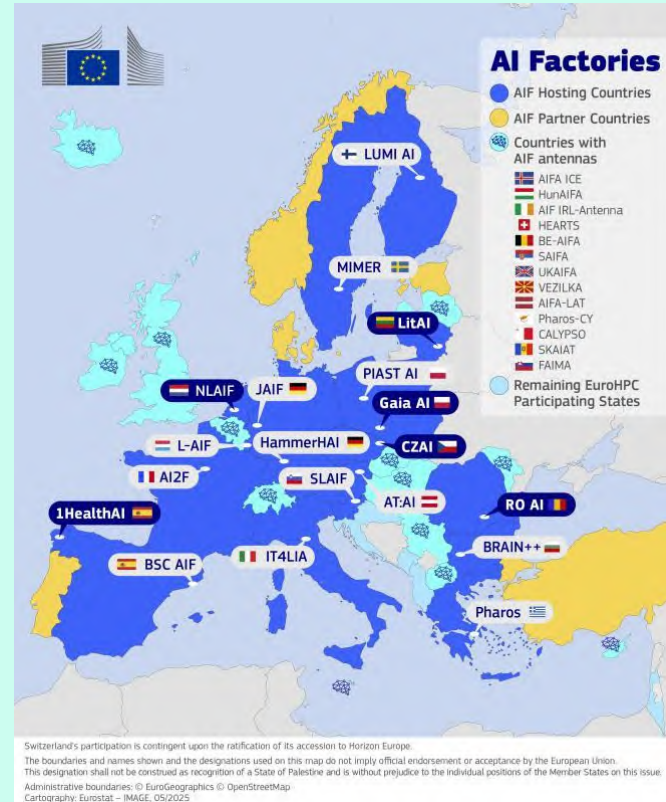 AI Factories
AIF Hosting Countries
AIF Partner Countries
Countries with
AIF antennas
AIFA ICE
HunAIFA
AIF IRL-Antenna
HEARTS
BE-AIFA
SAIFA
UKAIFA
VEZILKA
AIFA-LAT
Pharos-CY
CALYPSO
SKAIAT
FAIMA
Remaining EuroHPC
Participating States
LUMI AI
MIMER
LitAI
PIAST AI
NLAIF
JAIF
Gaia AI
L-AIF
HammerHAI
CZAI
AI2F
SLAIF
AT:AI
1HealthAI
RO AI
BSC AIF
IT4LIA
BRAIN++
Pharos
Switzerland's participation is contingent upon the ratification of its accession to Horizon Europe.
The boundaries and names shown and the designations used on this map do not imply official endorsement or acceptance by the European Union.
This designation shall not be construed as recognition of a State of Palestine and is without prejudice to the individual positions of the Member States on this issue.
Administrative boundaries: © EuroGeographics © OpenStreetMap
Cartography: Eurostat – IMAGE, 05/2025